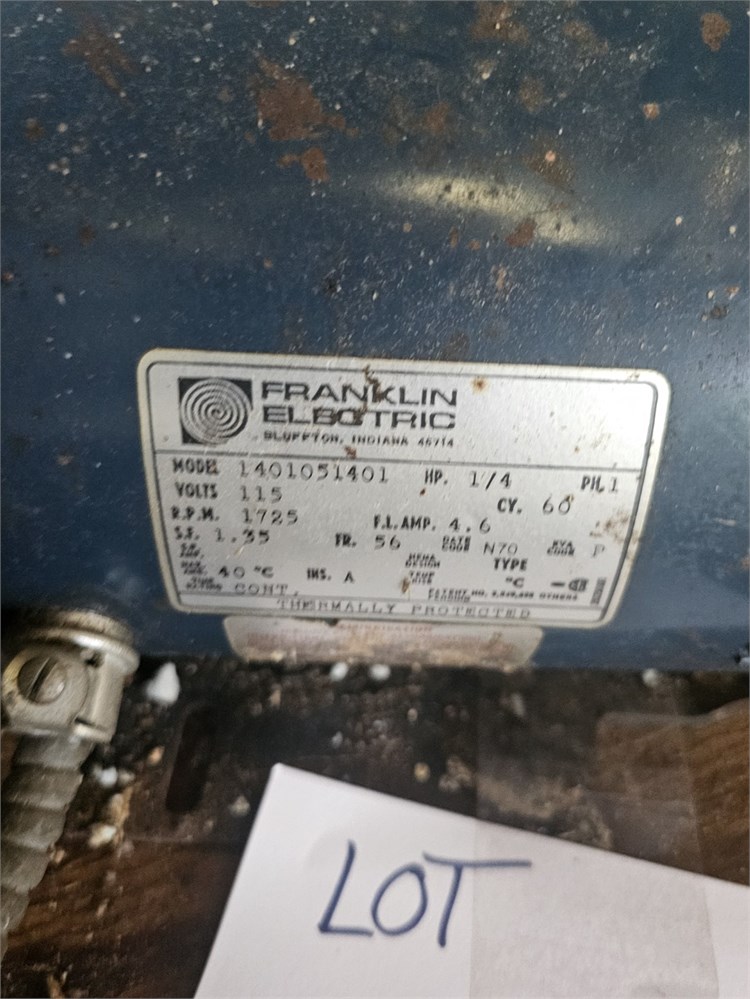 FRANKLIN
ELECTRIC
BLUFFTON, INDIANA 46714
MODEL 1401051401 HP. 1/4 PH. 1
VOLTS 115 CY. 60
R.P.M. 1725 F.L. AMP. 4.6
S.F. 1.35 FR. 56 DATE CODE N70 KVA CODE P
40 °C INS. A NEMA DESIGN TYPE
°C
CONT.
THERMALLY PROTECTED
LOT